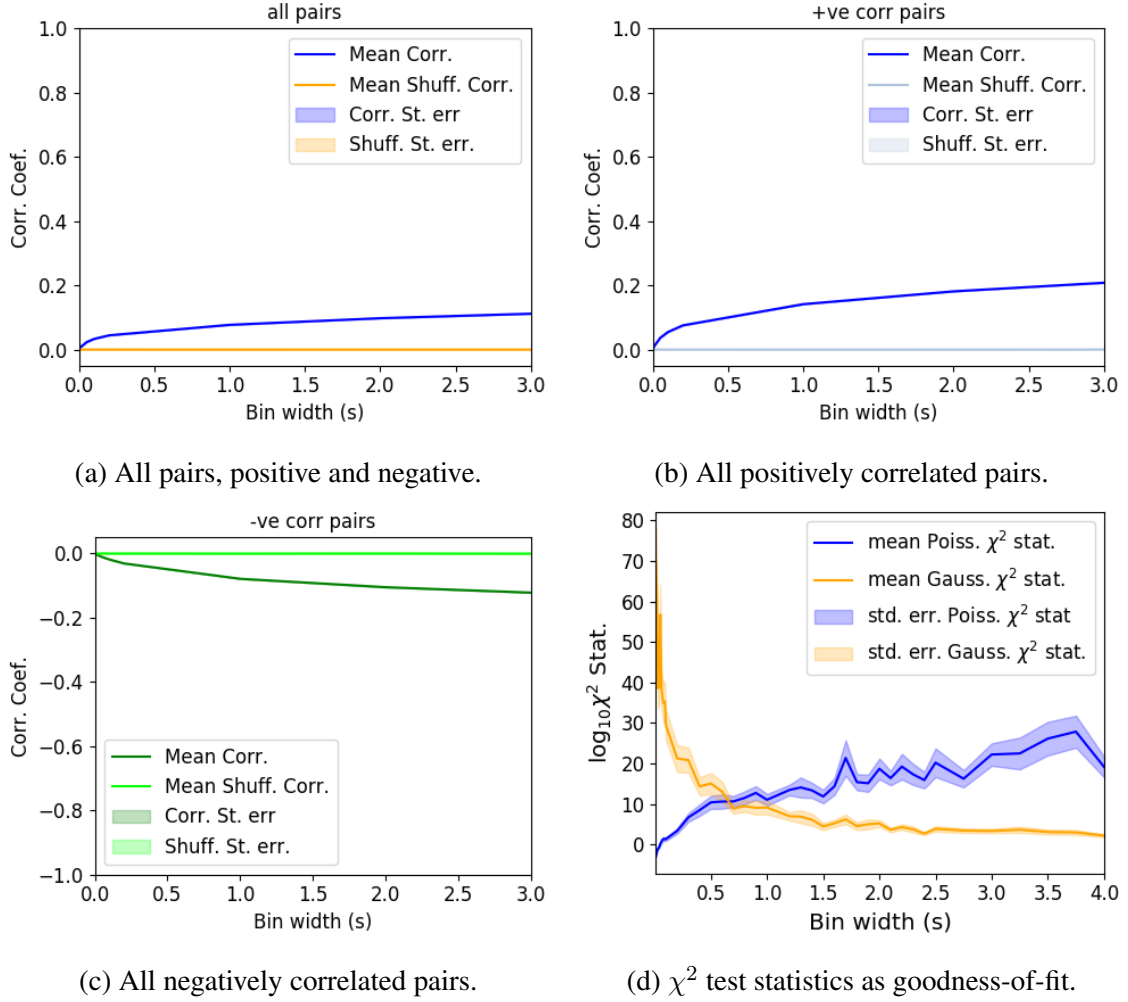 all pairs
1.0
0.8
0.6
0.4
0.2
0.0
Corr. Coef.
Mean Corr.
Mean Shuff. Corr.
Corr. St. err
Shuff. St. err.
0.0 0.5 1.0 1.5 2.0 2.5 3.0
Bin width (s)
(a) All pairs, positive and negative.
+ve corr pairs
1.0
0.8
0.6
0.4
0.2
0.0
Corr. Coef.
Mean Corr.
Mean Shuff. Corr.
Corr. St. err
Shuff. St. err.
0.0 0.5 1.0 1.5 2.0 2.5 3.0
Bin width (s)
(b) All positively correlated pairs.
-ve corr pairs
0.0
−0.2
−0.4
−0.6
−0.8
−1.0
Corr. Coef.
Mean Corr.
Mean Shuff. Corr.
Corr. St. err
Shuff. St. err.
0.0 0.5 1.0 1.5 2.0 2.5 3.0
Bin width (s)
(c) All negatively correlated pairs.
80
70
60
50
40
30
20
10
0
log₁₀χ² Stat.
mean Poiss. χ² stat.
mean Gauss. χ² stat.
std. err. Poiss. χ² stat
std. err. Gauss. χ² stat.
0.5 1.0 1.5 2.0 2.5 3.0 3.5 4.0
Bin width (s)
(d) χ² test statistics as goodness-of-fit.